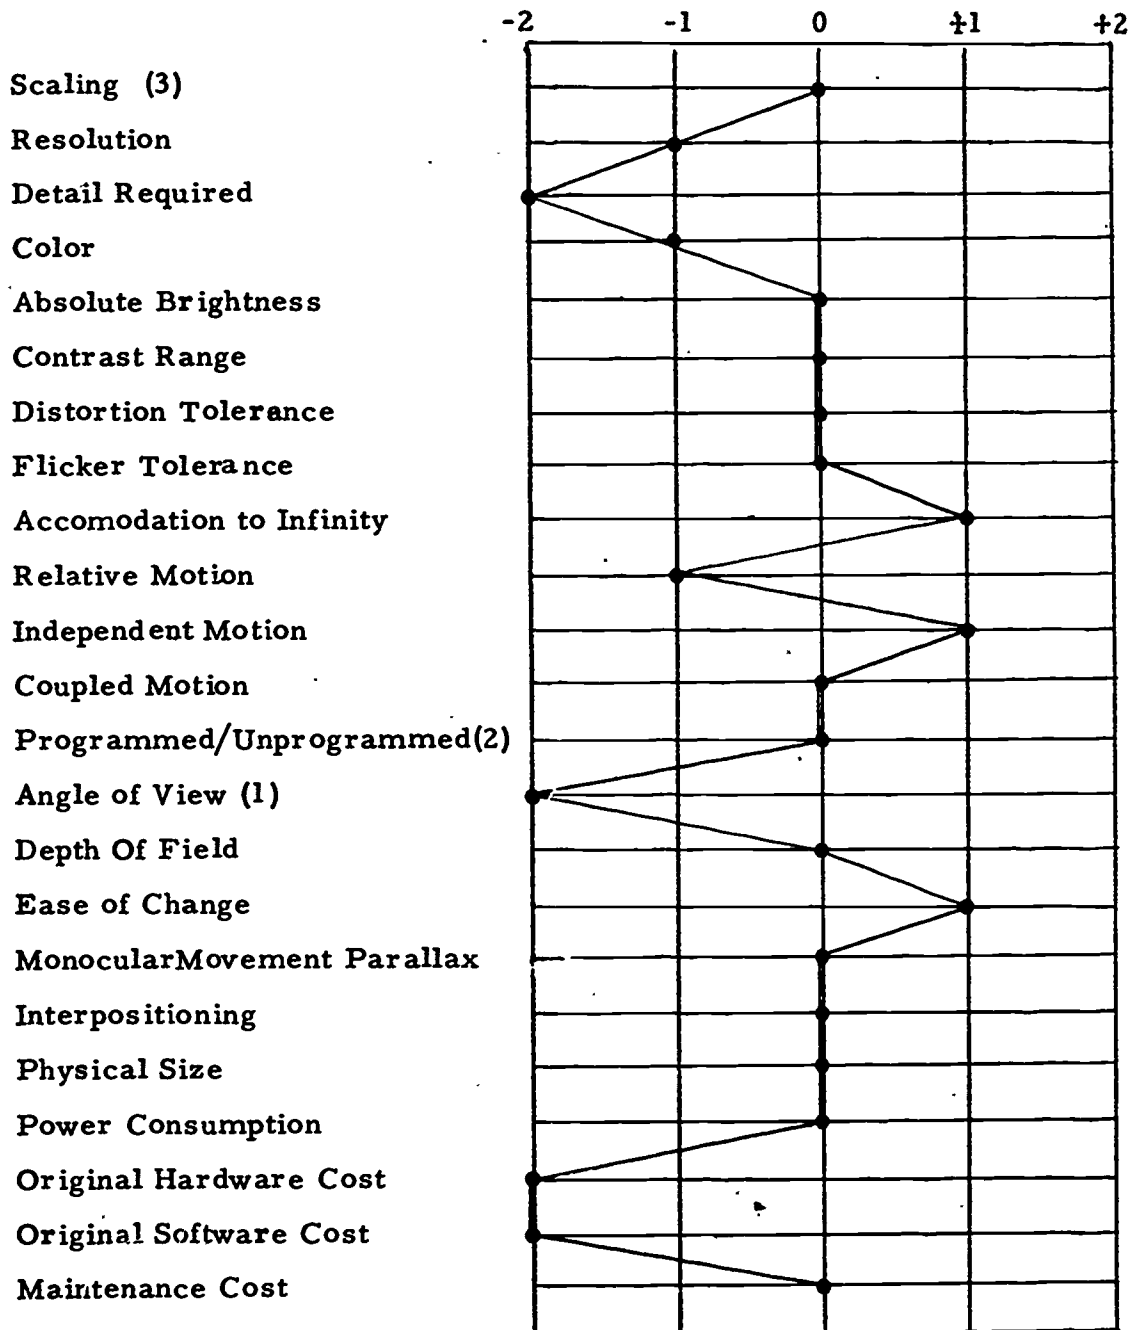 -2 -1 0 +1 +2
Scaling (3)
Resolution
Detail Required
Color
Absolute Brightness
Contrast Range
Distortion Tolerance
Flicker Tolerance
Accomodation to Infinity
Relative Motion
Independent Motion
Coupled Motion
Programmed/Unprogrammed(2)
Angle of View (1)
Depth Of Field
Ease of Change
MonocularMovement Parallax
Interpositioning
Physical Size
Power Consumption
Original Hardware Cost
Original Software Cost
Maintenance Cost